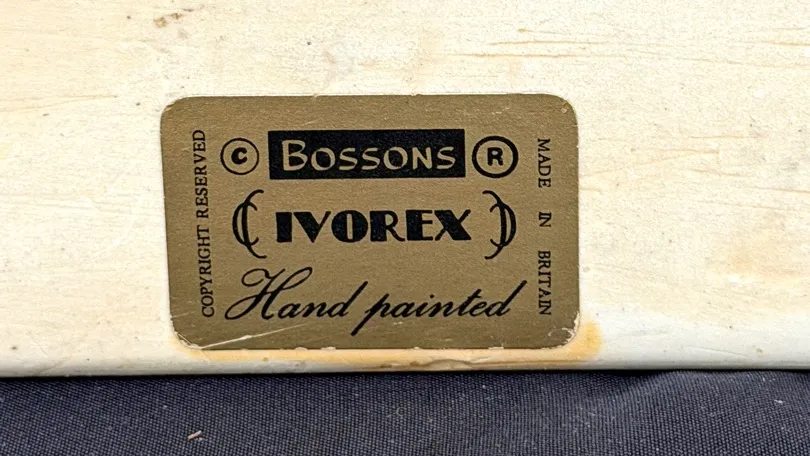 COPYRIGHT RESERVED
© BOSSONS ®
IVOREX
Hand painted
MADE IN BRITAIN